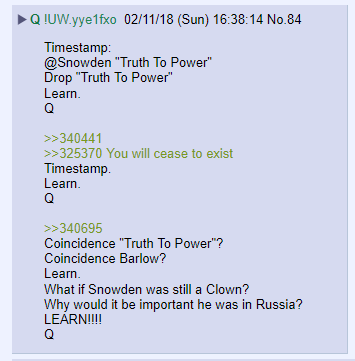 Q !UW.yye1fxo 02/11/18 (Sun) 16:38:14 No.84
Timestamp:
@Snowden "Truth To Power"
Drop "Truth To Power"
Learn.
Q
>>340441
>>325370 You will cease to exist
Timestamp.
Learn.
Q
>>340695
Coincidence "Truth To Power"?
Coincidence Barlow?
Learn.
What if Snowden was still a Clown?
Why would it be important he was in Russia?
LEARN!!!!
Q